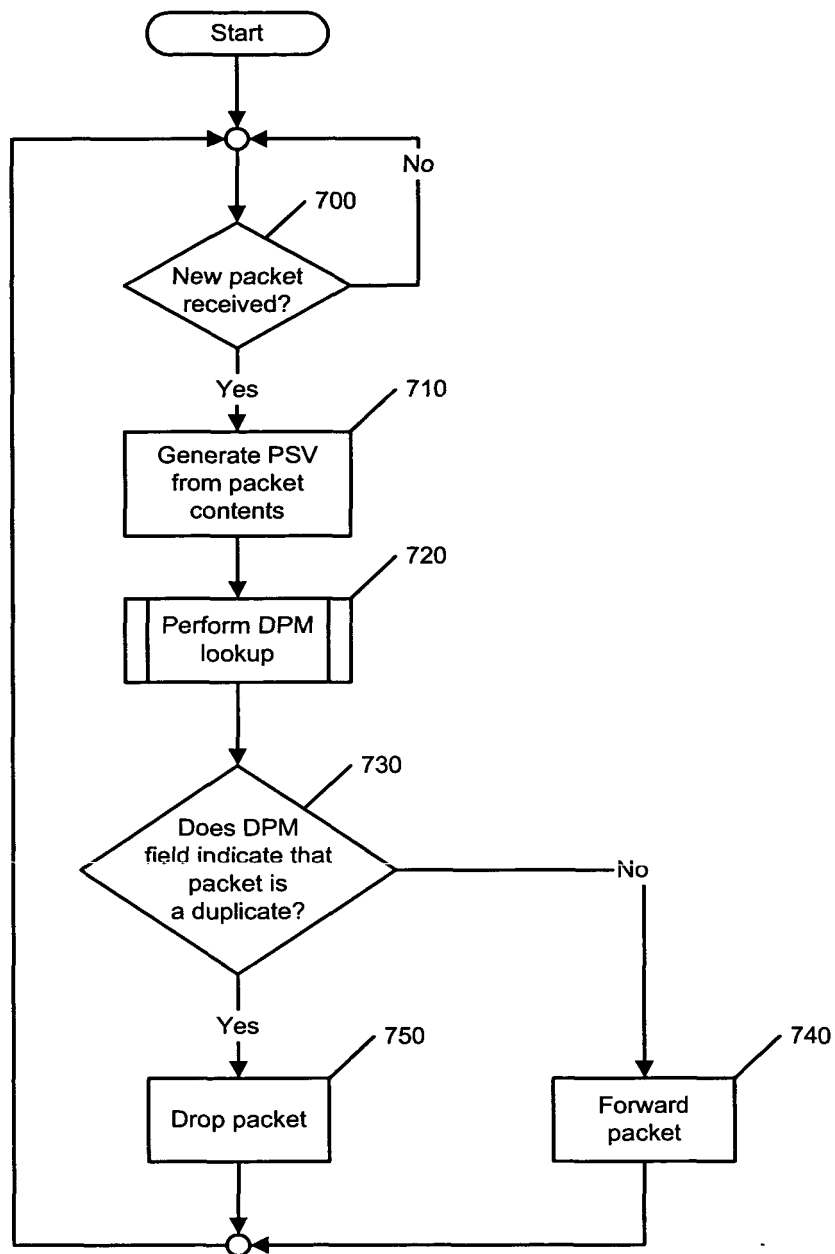 Start
No
700
New packet
received?
Yes
710
Generate PSV
from packet
contents
720
Perform DPM
lookup
730
Does DPM
field indicate that
packet is
a duplicate?
No
Yes
750
Drop packet
740
Forward
packet